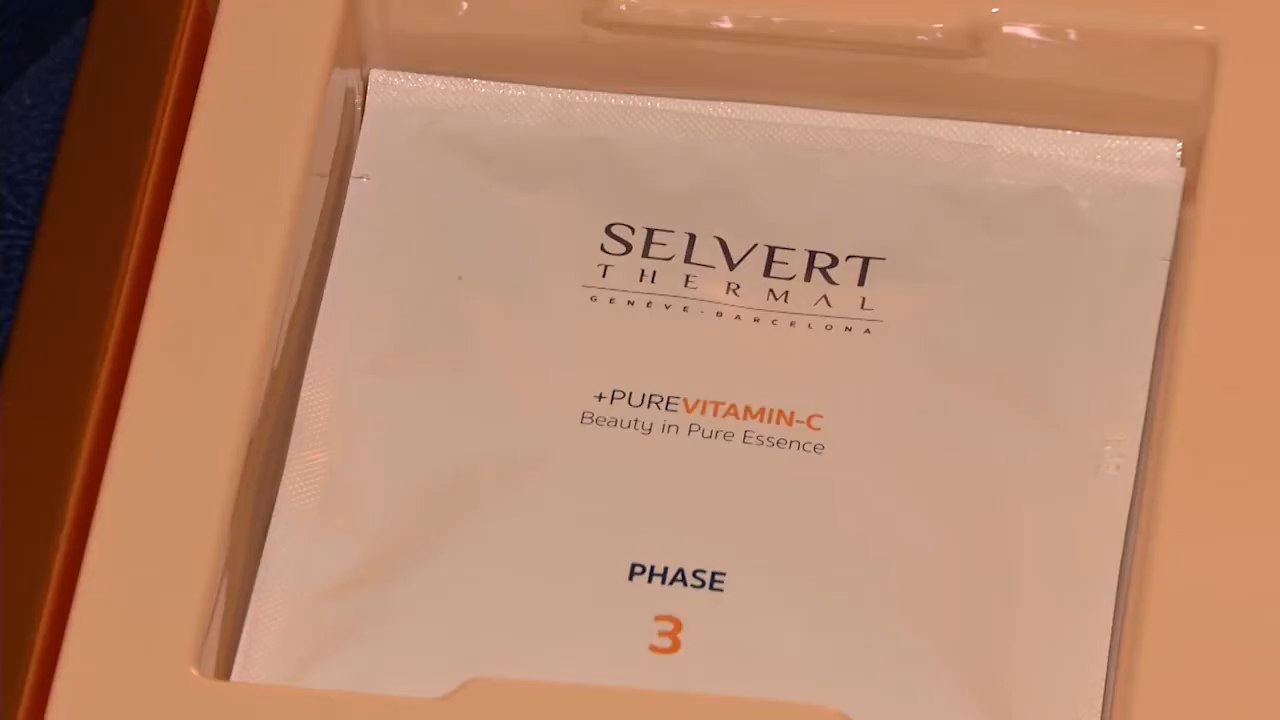 SELVERT
THERMAL
GENÈVE-BARCELONA
+PUREVITAMIN-C
Beauty in Pure Essence
PHASE
3